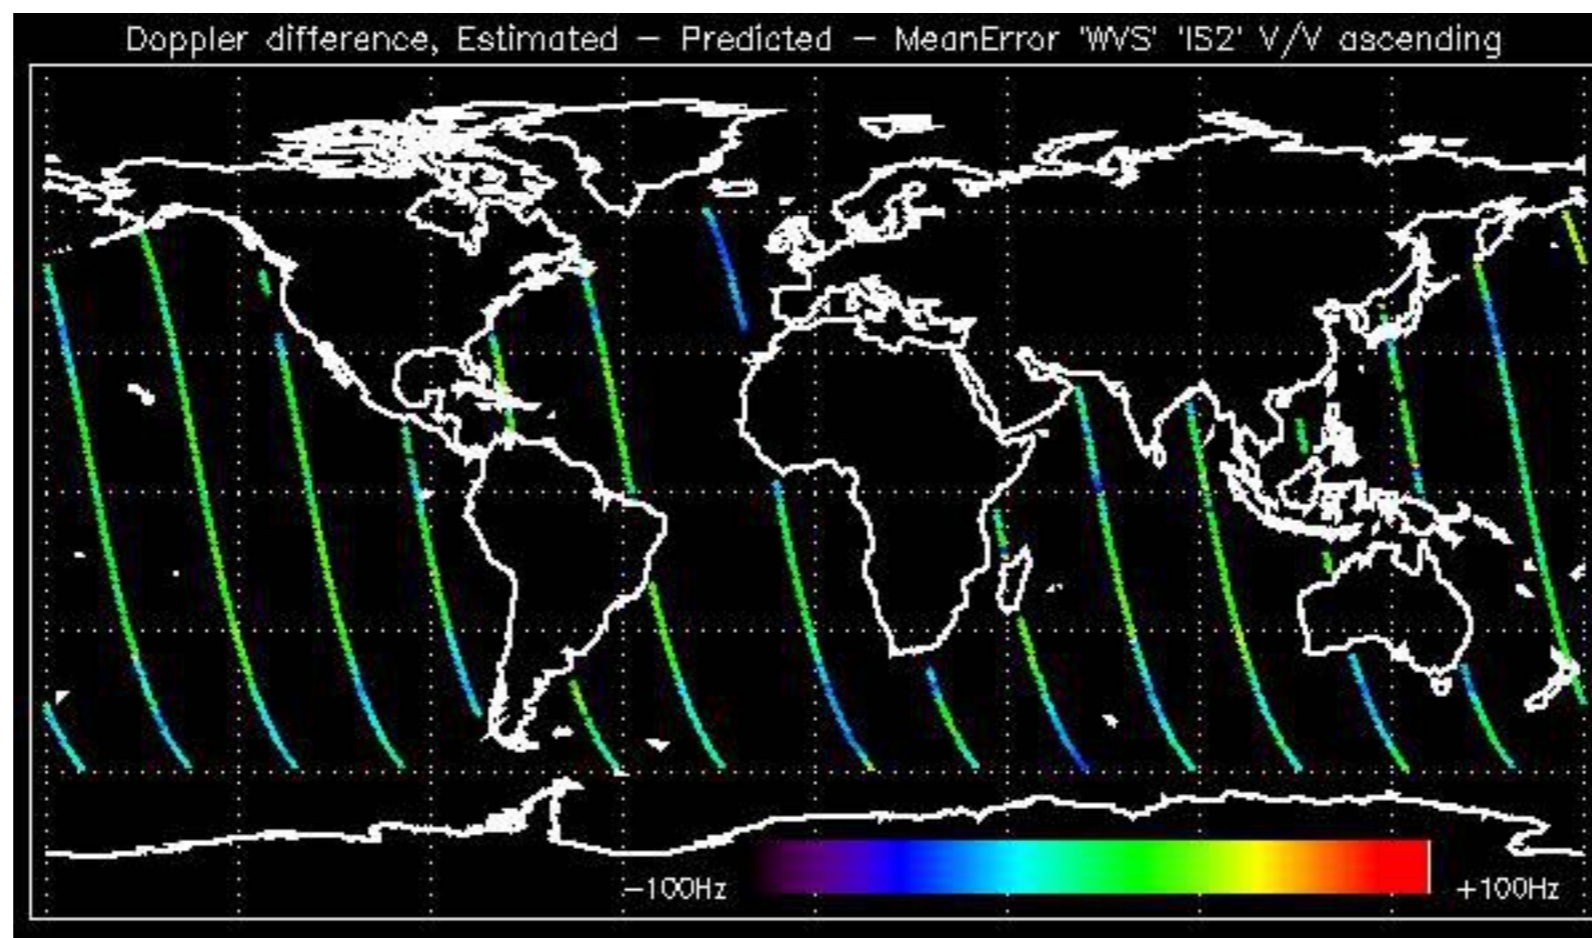 Doppler difference, Estimated – Predicted – MeanError 'WVS' 'IS2' V/V ascending
–100Hz
+100Hz